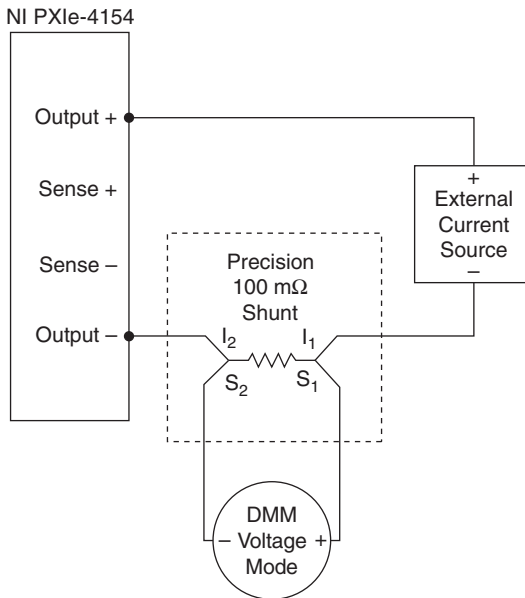 NI PXIe-4154
Output +
Sense +
Sense –
Output –
+
External
Current
Source
–
Precision
100 mΩ
Shunt
I₂
I₁
S₂
S₁
DMM
– Voltage +
Mode